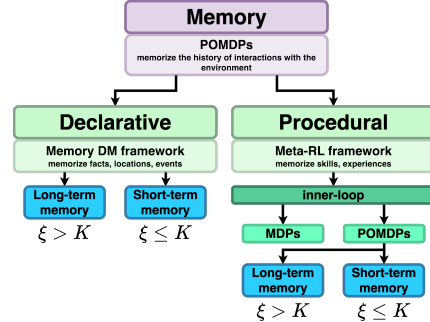 Memory
POMDPs
memorize the history of interactions with the
environment
Declarative
Memory DM framework
memorize facts, locations, events
Long-term
memory
ξ > K
Short-term
memory
ξ ≤ K
Procedural
Meta-RL framework
memorize skills, experiences
inner-loop
MDPs
POMDPs
Long-term
memory
ξ > K
Short-term
memory
ξ ≤ K